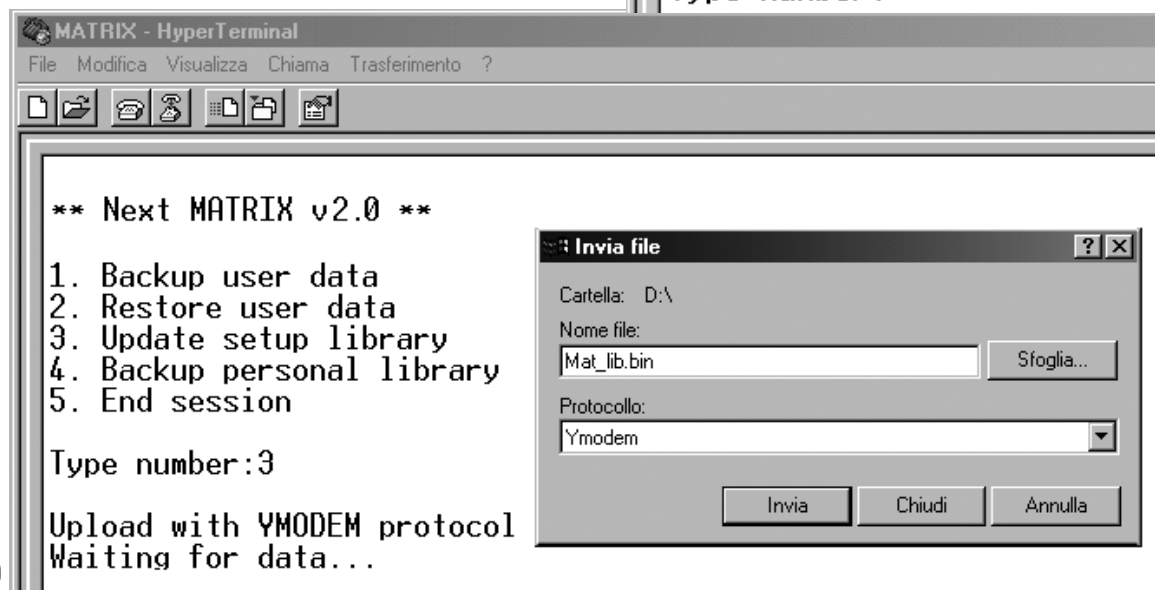 MATRIX - HyperTerminal
File Modifica Visualizza Chiama Trasferimento ?
** Next MATRIX v2.0 **
1. Backup user data
2. Restore user data
3. Update setup library
4. Backup personal library
5. End session
Type number:3
Upload with YMODEM protocol
Waiting for data...
Invia file
Cartella: D:\
Nome file:
Mat_lib.bin Sfoglia...
Protocollo:
Ymodem
Invia Chiudi Annulla